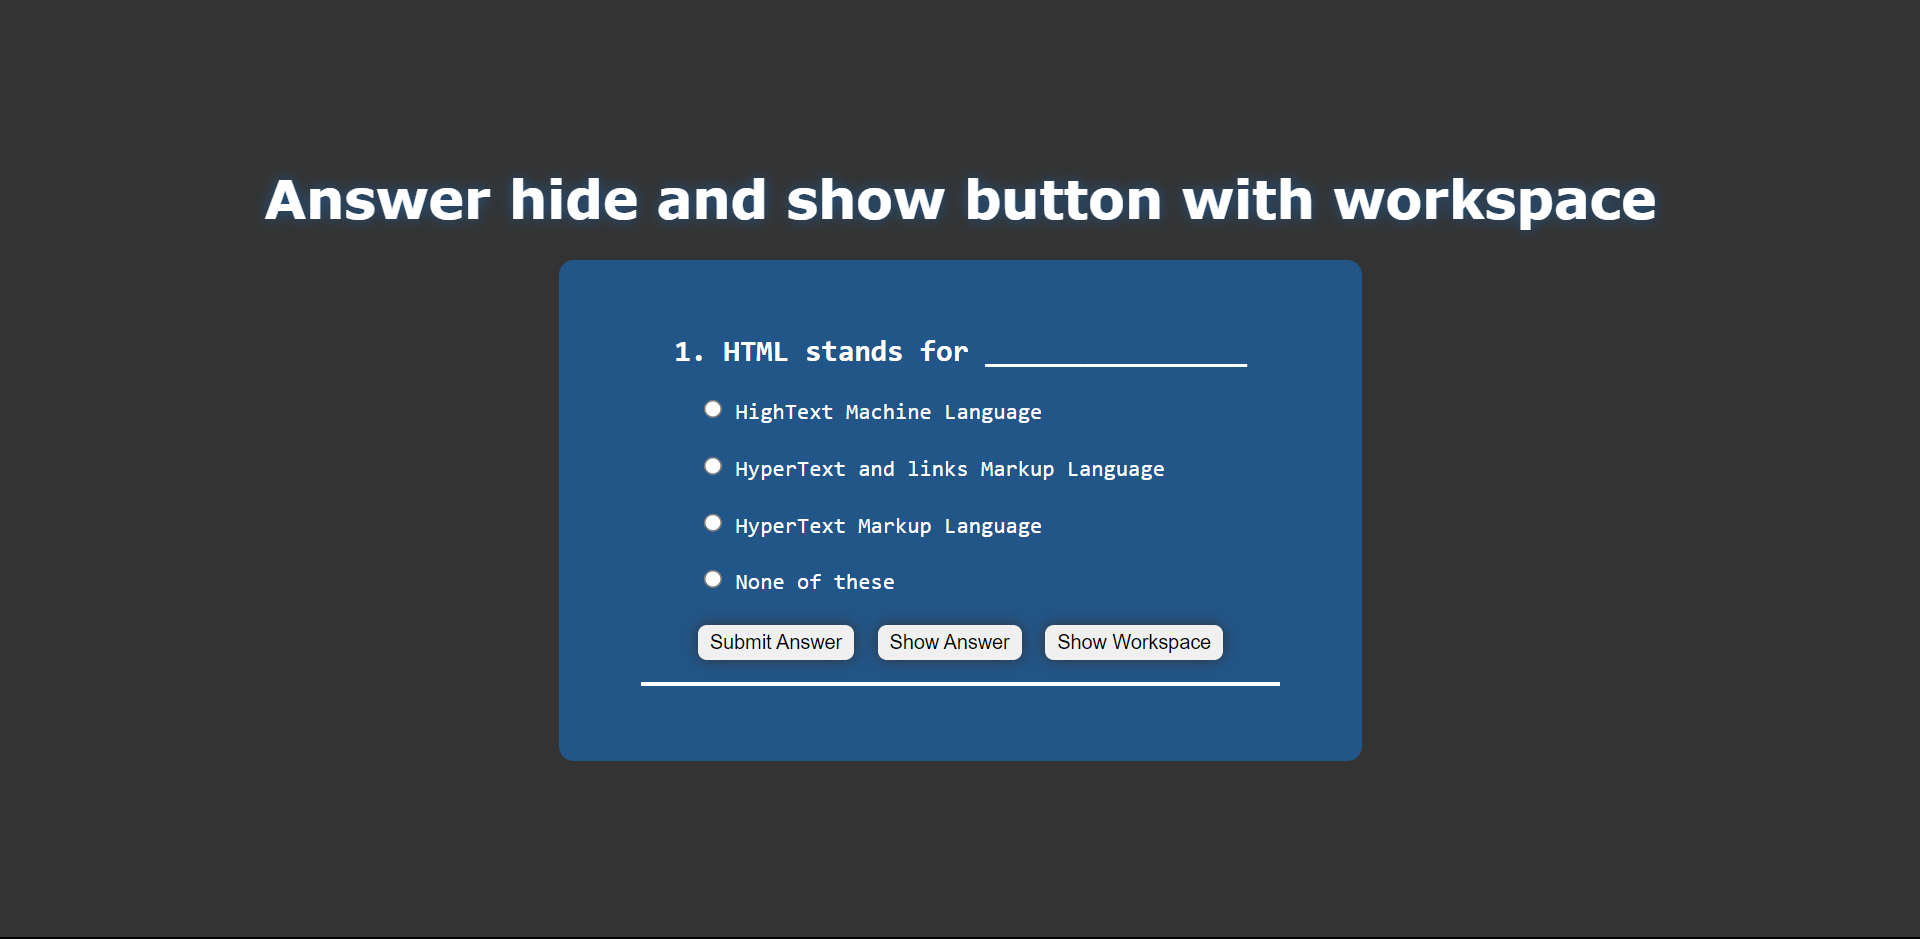 Answer hide and show button with workspace
1. HTML stands for ________________
HighText Machine Language
HyperText and links Markup Language
HyperText Markup Language
None of these
Submit Answer Show Answer Show Workspace